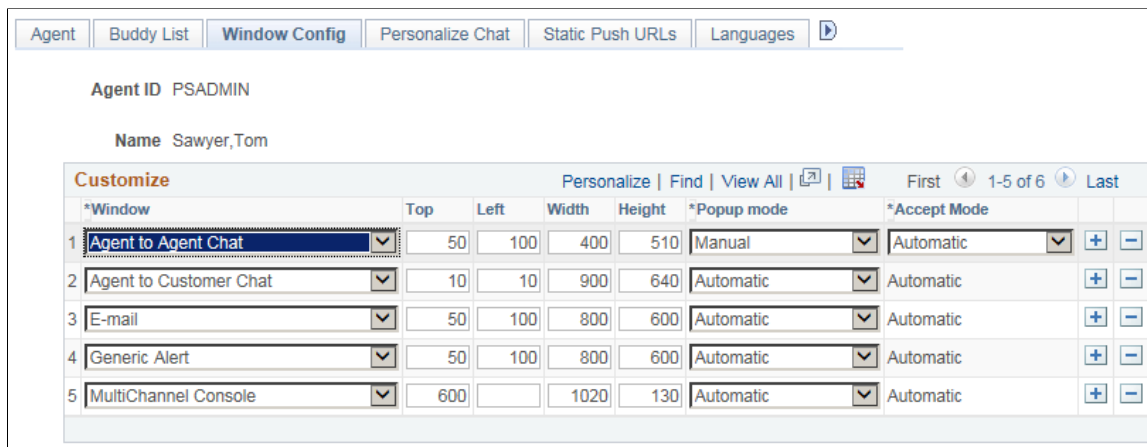 Agent Buddy List Window Config Personalize Chat Static Push URLs Languages
Agent ID PSADMIN
Name Sawyer,Tom
Customize Personalize | Find | View All | | First 1-5 of 6 Last
*Window Top Left Width Height *Popup mode *Accept Mode
1 Agent to Agent Chat 50 100 400 510 Manual Automatic
2 Agent to Customer Chat 10 10 900 640 Automatic Automatic
3 E-mail 50 100 800 600 Automatic Automatic
4 Generic Alert 50 100 800 600 Automatic Automatic
5 MultiChannel Console 600 1020 130 Automatic Automatic